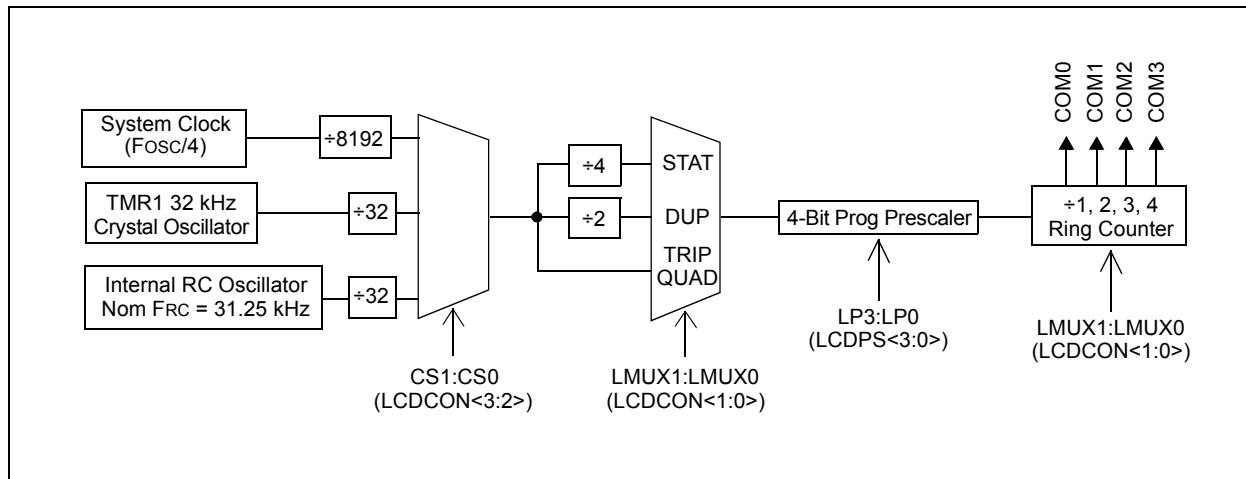 COM0
COM1
COM2
COM3
System Clock
(FOSC/4)
÷8192
TMR1 32 kHz
Crystal Oscillator
÷32
Internal RC Oscillator
Nom FRC = 31.25 kHz
÷32
÷4
÷2
STAT
DUP
TRIP
QUAD
4-Bit Prog Prescaler
÷1, 2, 3, 4
Ring Counter
CS1:CS0
(LCDCON<3:2>)
LMUX1:LMUX0
(LCDCON<1:0>)
LP3:LP0
(LCDPS<3:0>)
LMUX1:LMUX0
(LCDCON<1:0>)